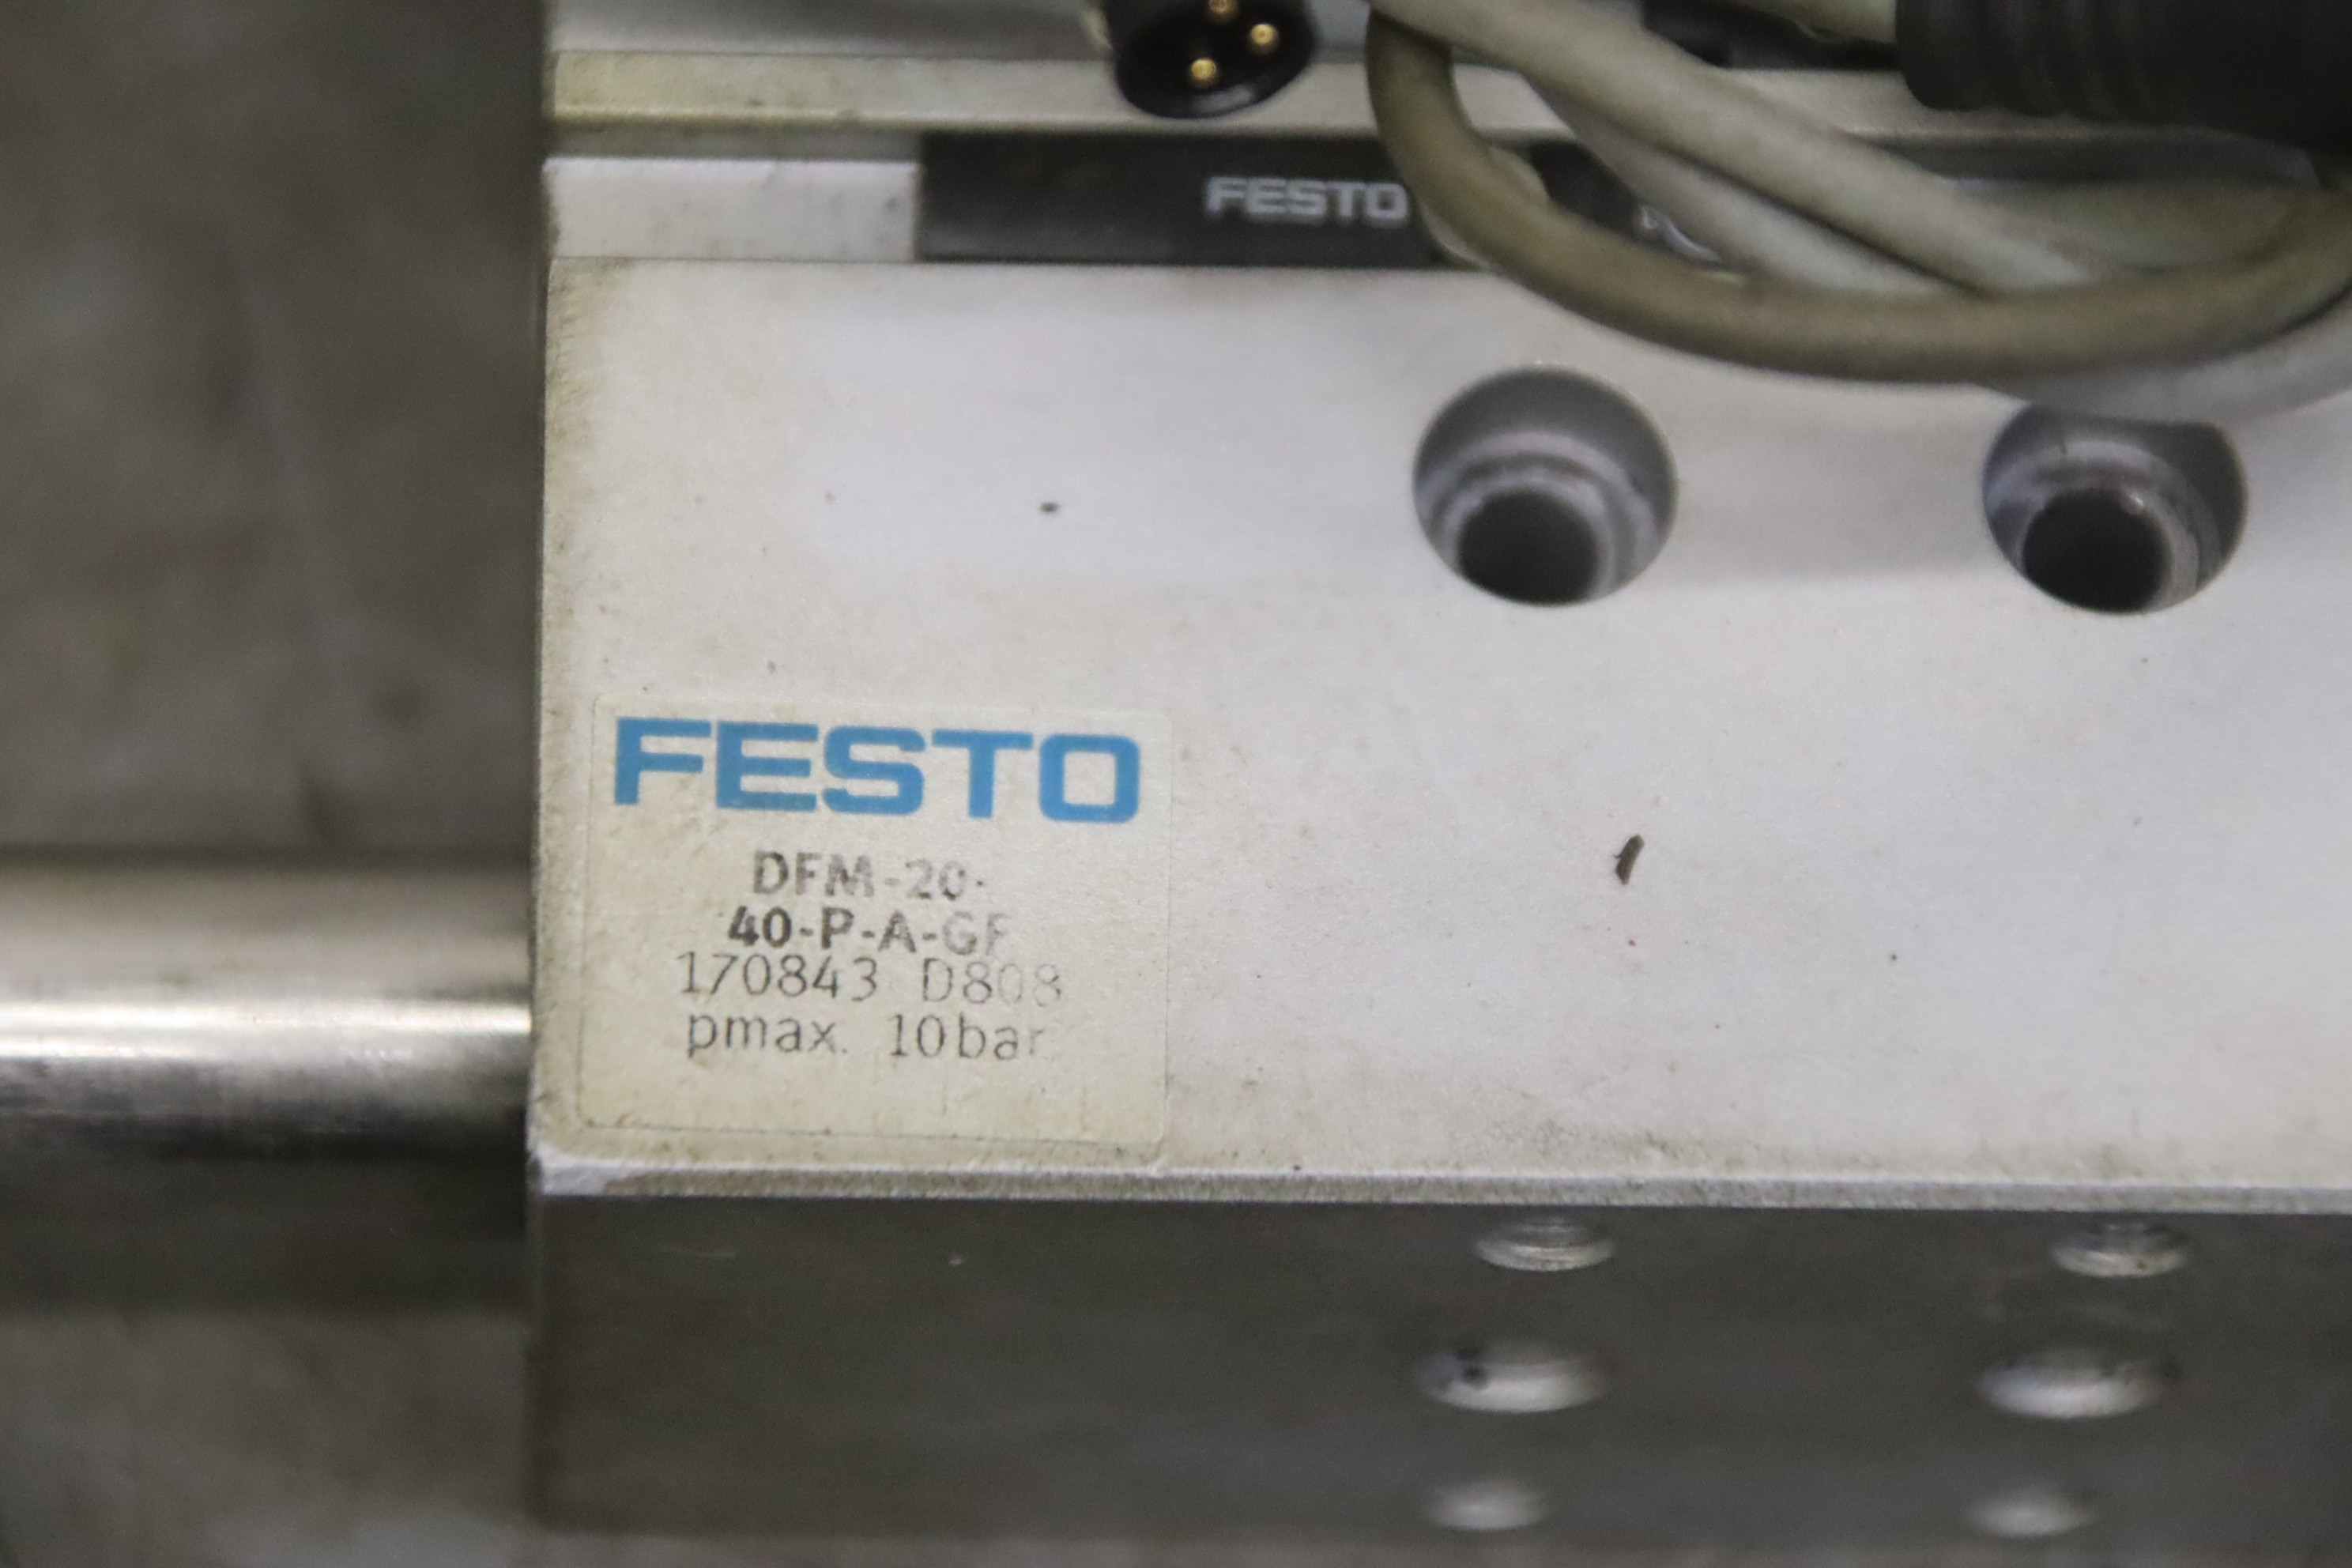 FESTO
FESTO
DFM-20-
40-P-A-GF
170843 D808
pmax. 10bar